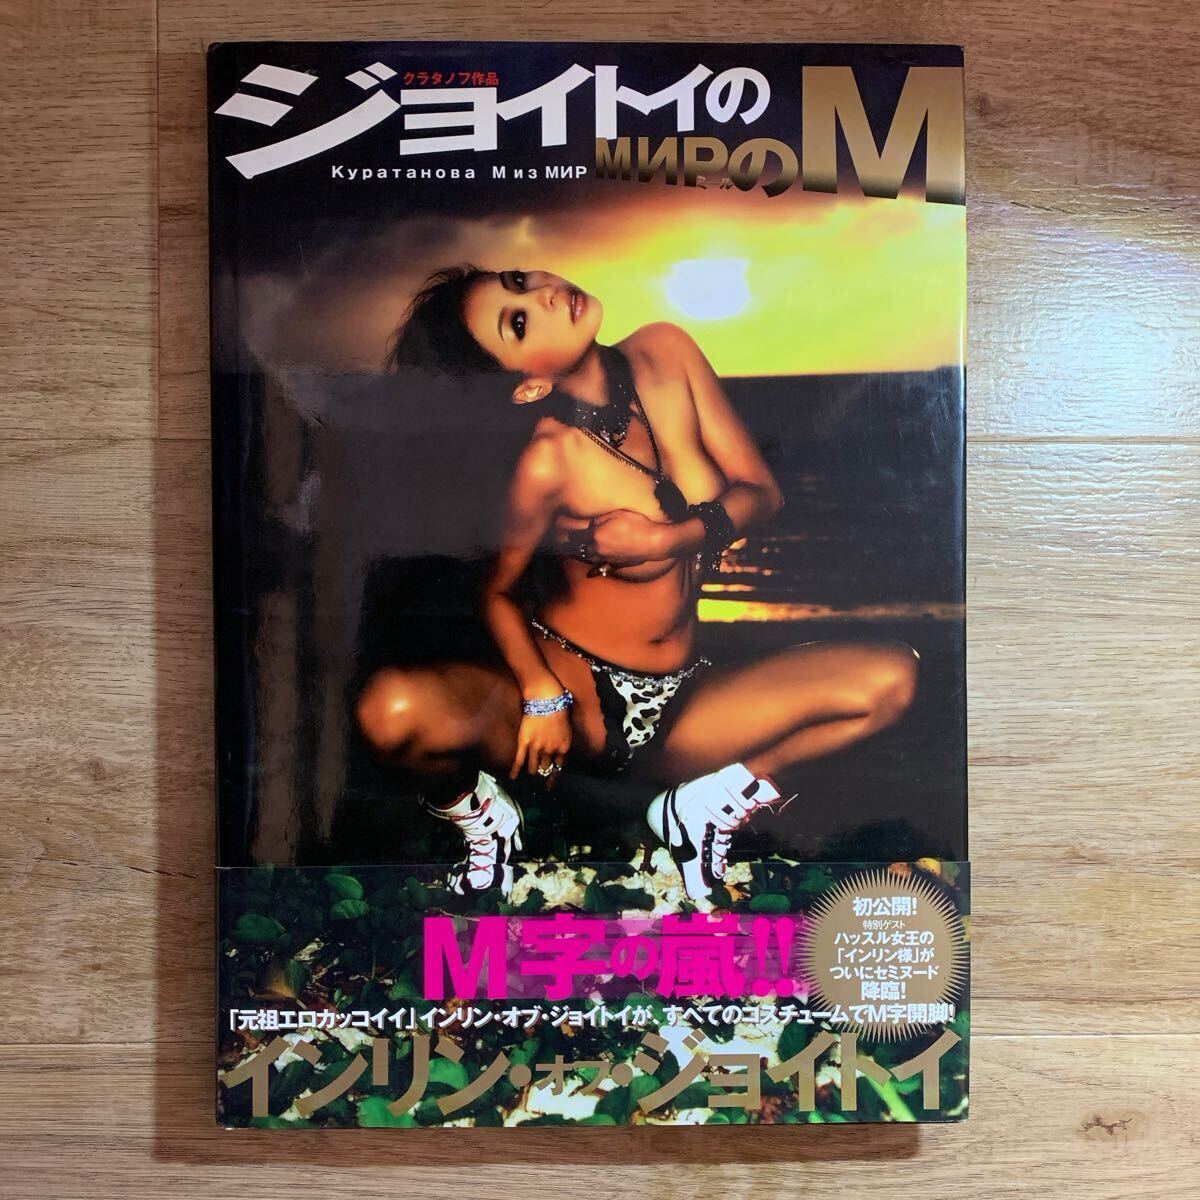 クラタノフ作品
ジョイトイの
МИРのM
ミール
Куратанова М из МИР
M字の嵐!!
初公開!
特別ゲスト
ハッスル女王の
「インリン様」が
ついにセミヌード
降臨!
「元祖エロカッコイイ」インリン・オブ・ジョイトイが、すべてのコスチュームでM字開脚!
インリン・オブ・ジョイトイ